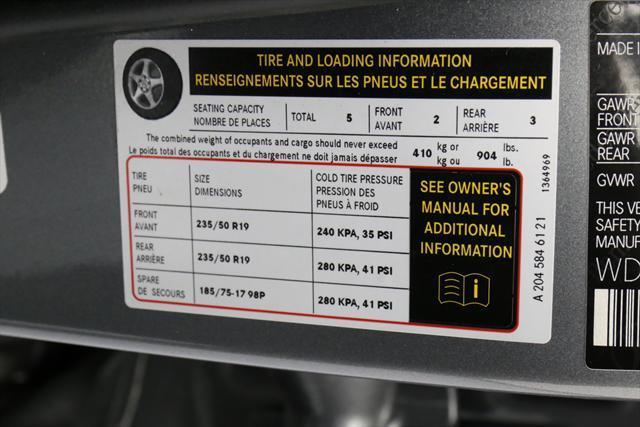 TIRE AND LOADING INFORMATION
RENSEIGNEMENTS SUR LES PNEUS ET LE CHARGEMENT
SEATING CAPACITY
NOMBRE DE PLACES
TOTAL 5
FRONT
AVANT
2
REAR
ARRIÈRE
3
The combined weight of occupants and cargo should never exceed
Le poids total des occupants et du chargement ne doit jamais dépasser
410 kg or
kg ou
904 lbs.
lb.
TIRE
PNEU
SIZE
DIMENSIONS
COLD TIRE PRESSURE
PRESSION DES
PNEUS À FROID
FRONT
AVANT
235/50 R19
240 KPA, 35 PSI
REAR
ARRIÈRE
235/50 R19
280 KPA, 41 PSI
SPARE
DE SECOURS
185/75-17 98P
280 KPA, 41 PSI
SEE OWNER'S
MANUAL FOR
ADDITIONAL
INFORMATION
i
1364969
A 204 584 61 21
MADE I
GAWR
FRONT
GAWR
REAR
GVWR
THIS VE
SAFETY
MANUF
WD